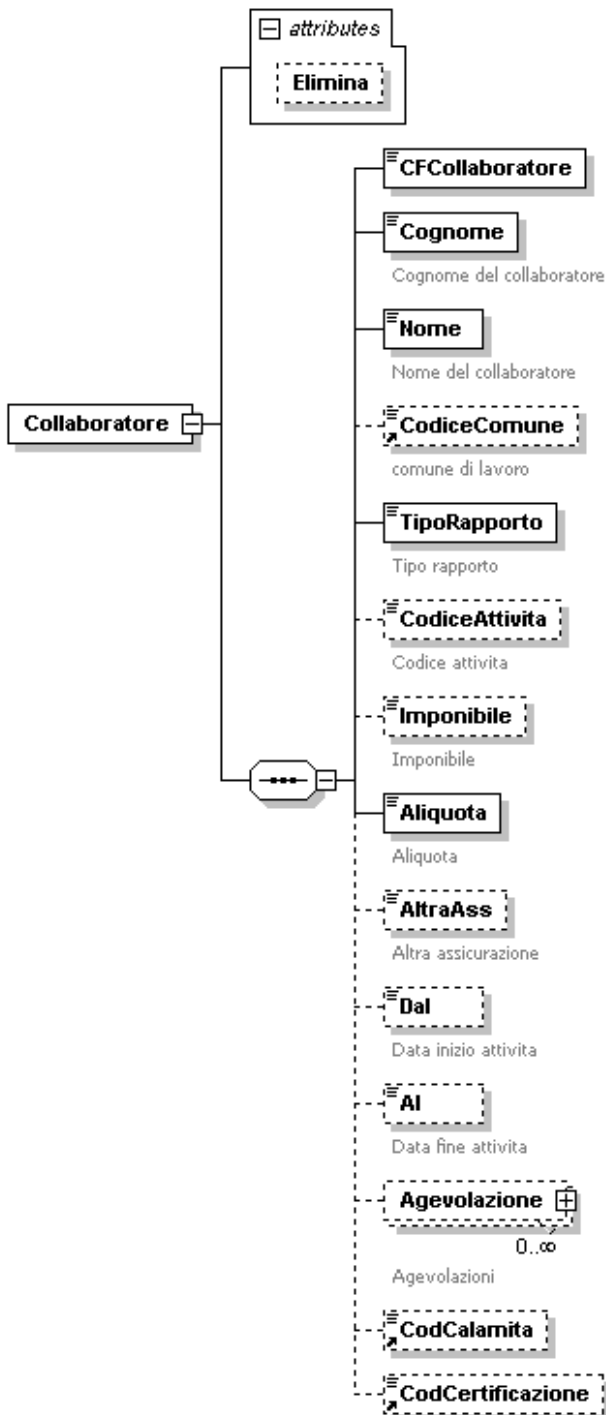 attributes
Elimina
CFCollaboratore
Cognome
Cognome del collaboratore
Nome
Nome del collaboratore
Collaboratore
CodiceComune
comune di lavoro
TipoRapporto
Tipo rapporto
CodiceAttivita
Codice attivita
Imponibile
Imponibile
Aliquota
Aliquota
AltraAss
Altra assicurazione
Dal
Data inizio attivita
Al
Data fine attivita
Agevolazione
0..∞
Agevolazioni
CodCalamita
CodCertificazione